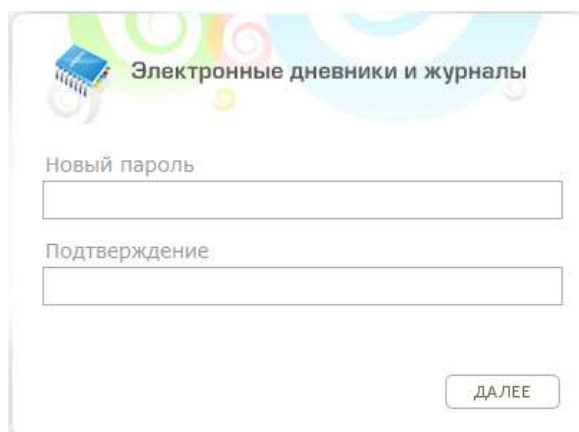 Электронные дневники и журналы
Новый пароль
Подтверждение
ДАЛЕЕ